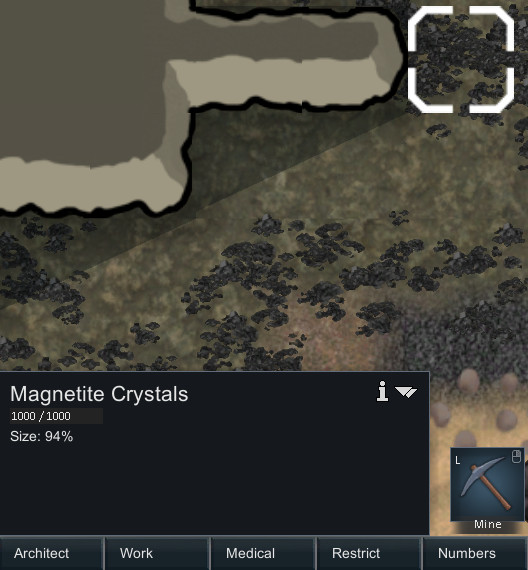 Magnetite Crystals
1000 / 1000
Size: 94%
L
Mine
Architect
Work
Medical
Restrict
Numbers